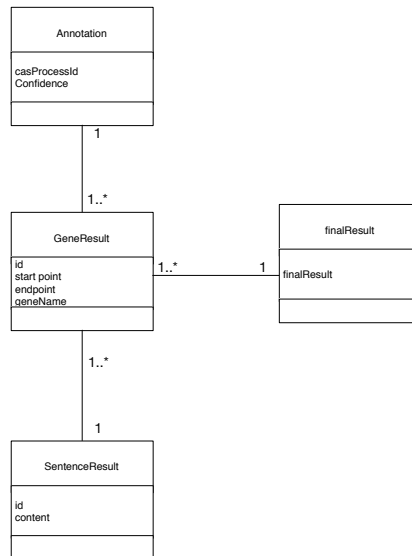 Annotation
casProcessId
Confidence
1
1..*
GeneResult
id
start point
endpoint
geneName
1..*
1
finalResult
finalResult
1..*
1
SentenceResult
id
content